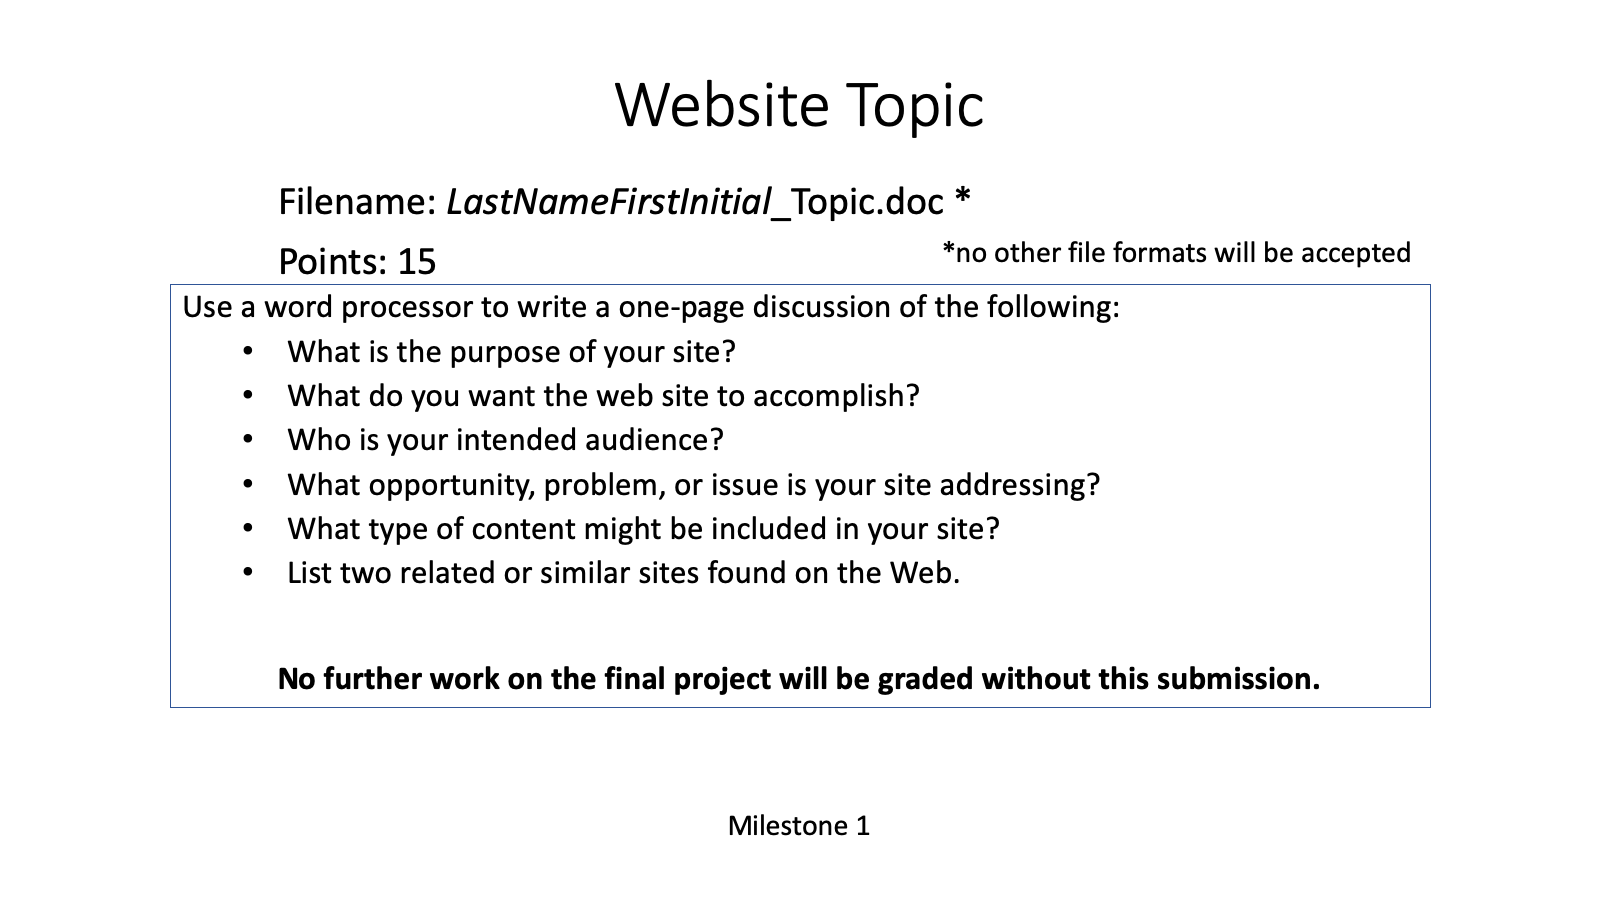 Website Topic
Filename: LastNameFirstInitial_Topic.doc *
Points: 15
*no other file formats will be accepted
Use a word processor to write a one-page discussion of the following:
• What is the purpose of your site?
• What do you want the web site to accomplish?
• Who is your intended audience?
• What opportunity, problem, or issue is your site addressing?
• What type of content might be included in your site?
• List two related or similar sites found on the Web.
No further work on the final project will be graded without this submission.
Milestone 1